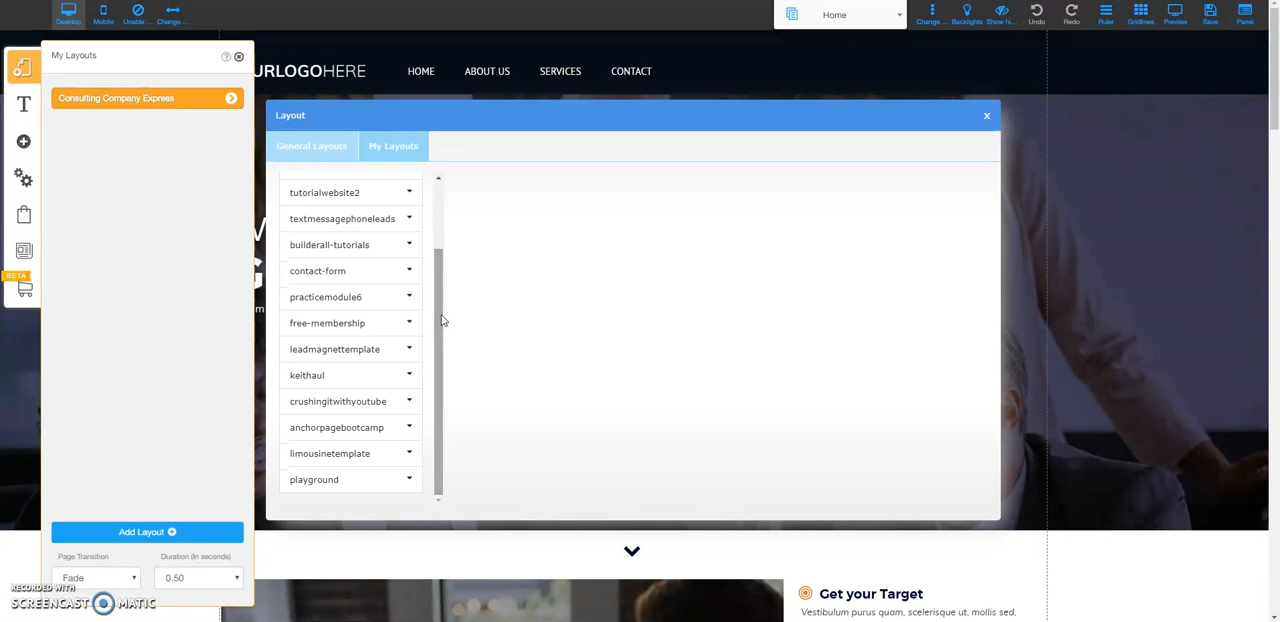 Desktop
Mobile
Unable ...
Change ...
Home
Change ...
Backlights
Show hi...
Undo
Redo
Ruler
Gridlines
Preview
Save
Panel
My Layouts
URLOGOHERE
HOME
ABOUT US
SERVICES
CONTACT
Consulting Company Express
Layout
x
General Layouts
My Layouts
tutorialwebsite2
textmessagephoneleads
builderall-tutorials
contact-form
practicemodule6
free-membership
leadmagnettemplate
keithaul
crushingitwithyoutube
anchorpagebootcamp
limousinetemplate
playground
BETA
Add Layout
Page Transition
Duration (In seconds)
Fade
0.50
RECORDED WITH
SCREENCAST MATIC
Get your Target
Vestibulum purus quam, scelerisque ut, mollis sed,